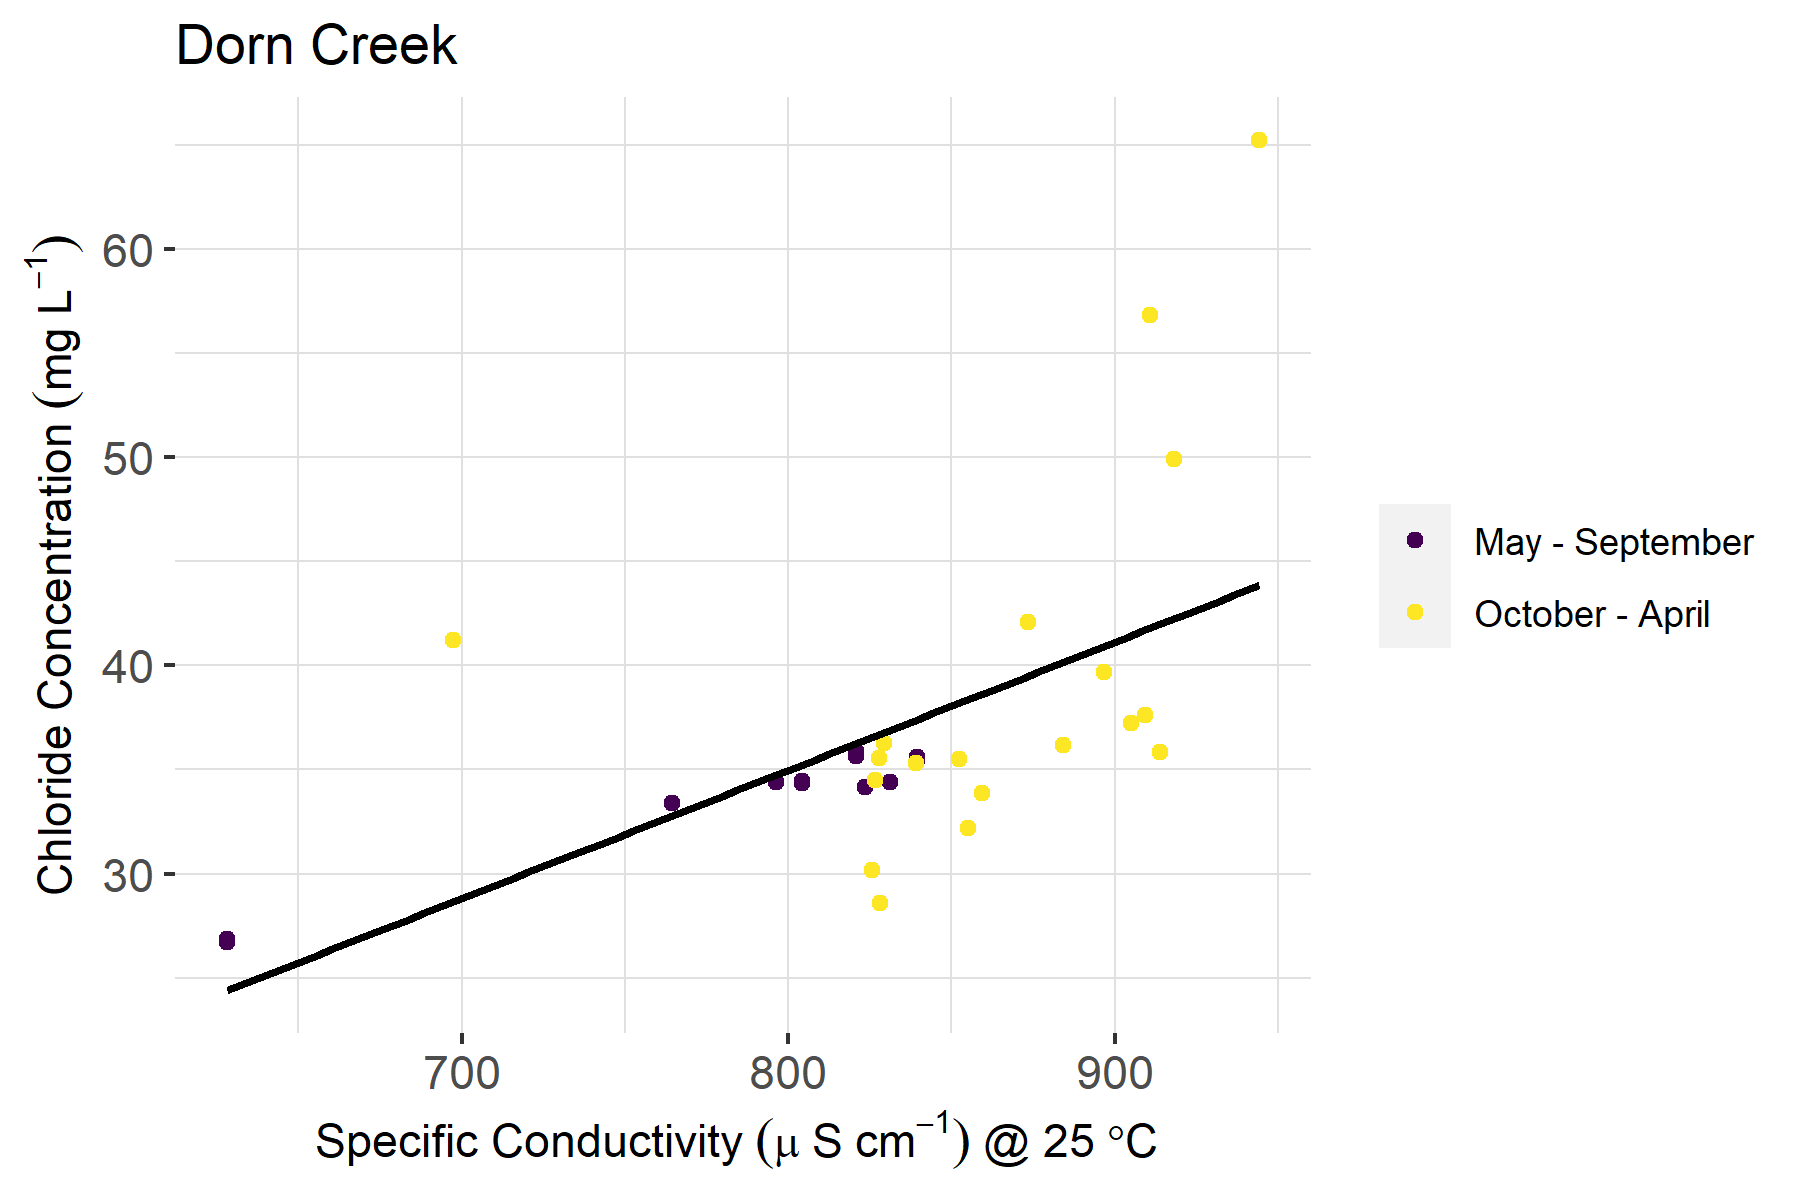 Dorn Creek
Chloride Concentration (mg L⁻¹)
60
50
40
30
700 800 900
Specific Conductivity (μ S cm⁻¹) @ 25 °C
May - September
October - April